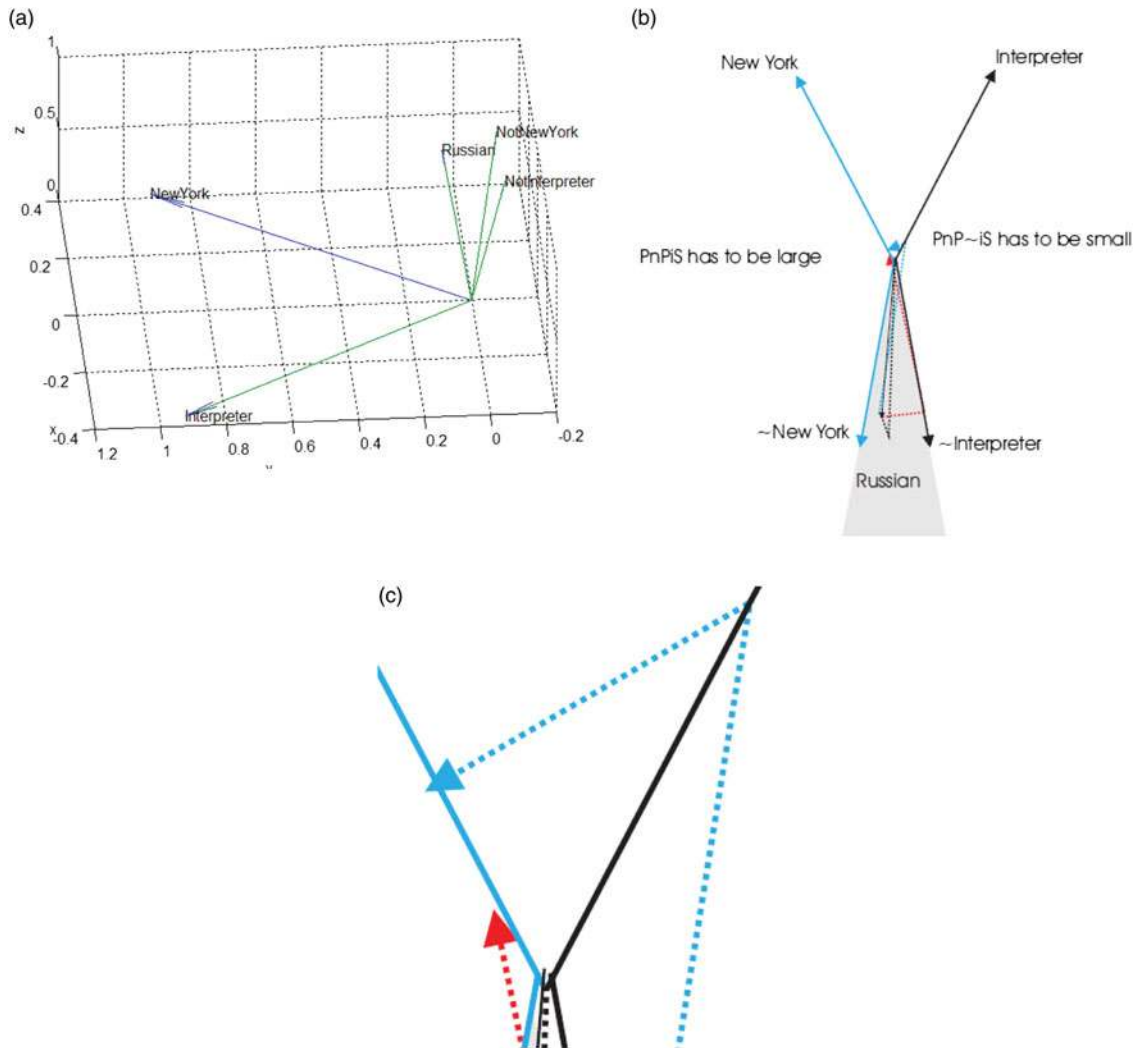 (a)
1
0.5
z
0
0.4
0.2
0
-0.2
x
-0.4
1.2
1
0.8
0.6
0.4
0.2
0
-0.2
NewYork
Russian
NotNewYork
NotInterpreter
Interpreter
(b)
New York
Interpreter
PnPiS has to be large
PnP~iS has to be small
~New York
~Interpreter
Russian
(c)